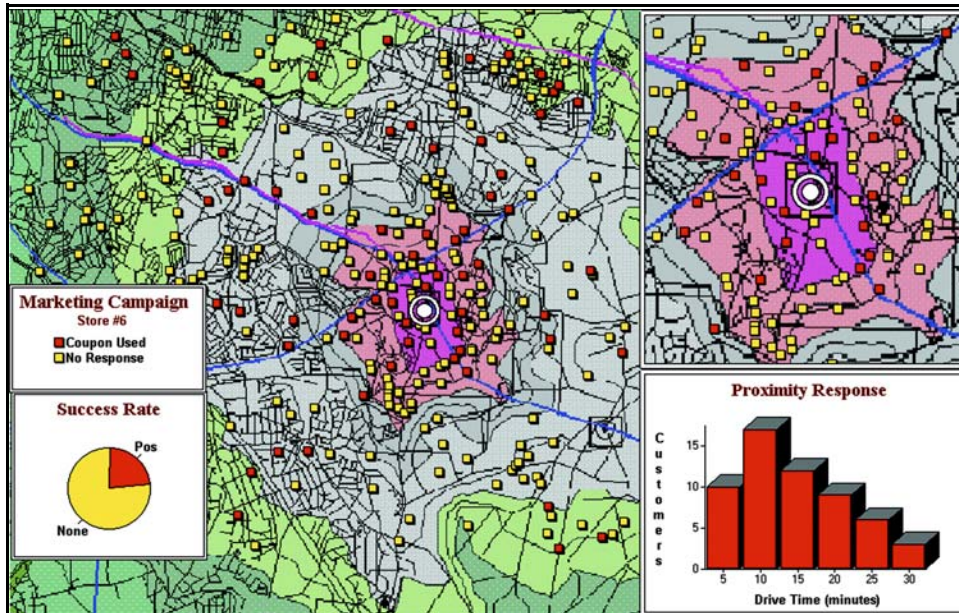 Marketing Campaign
Store #6
Coupon Used
No Response
Success Rate
Pos
None
Proximity Response
Customers
15
10
5
0
5 10 15 20 25 30
Drive Time (minutes)